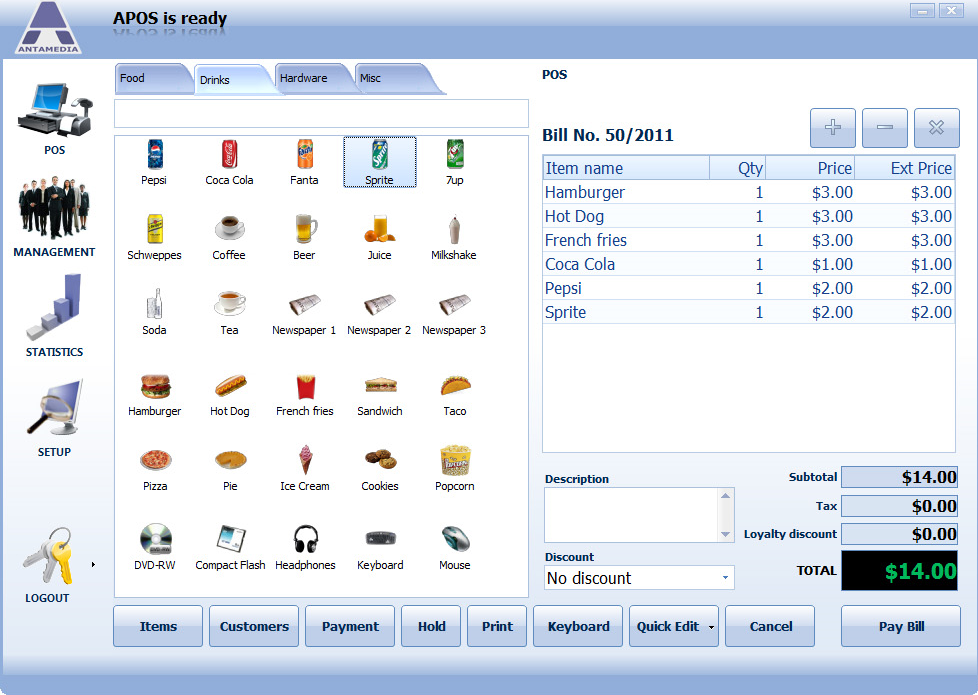 APOS is ready
ANTAMEDIA
Food
Drinks
Hardware
Misc
POS
POS
MANAGEMENT
STATISTICS
SETUP
LOGOUT
Pepsi
Coca Cola
Fanta
Sprite
7up
Schweppes
Coffee
Beer
Juice
Milkshake
Soda
Tea
Newspaper 1
Newspaper 2
Newspaper 3
Hamburger
Hot Dog
French fries
Sandwich
Taco
Pizza
Pie
Ice Cream
Cookies
Popcorn
DVD-RW
Compact Flash
Headphones
Keyboard
Mouse
Bill No. 50/2011
Item name Qty Price Ext Price
Hamburger 1 $3.00 $3.00
Hot Dog 1 $3.00 $3.00
French fries 1 $3.00 $3.00
Coca Cola 1 $1.00 $1.00
Pepsi 1 $2.00 $2.00
Sprite 1 $2.00 $2.00
Description
Discount
No discount
Subtotal $14.00
Tax $0.00
Loyalty discount $0.00
TOTAL $14.00
Items
Customers
Payment
Hold
Print
Keyboard
Quick Edit
Cancel
Pay Bill